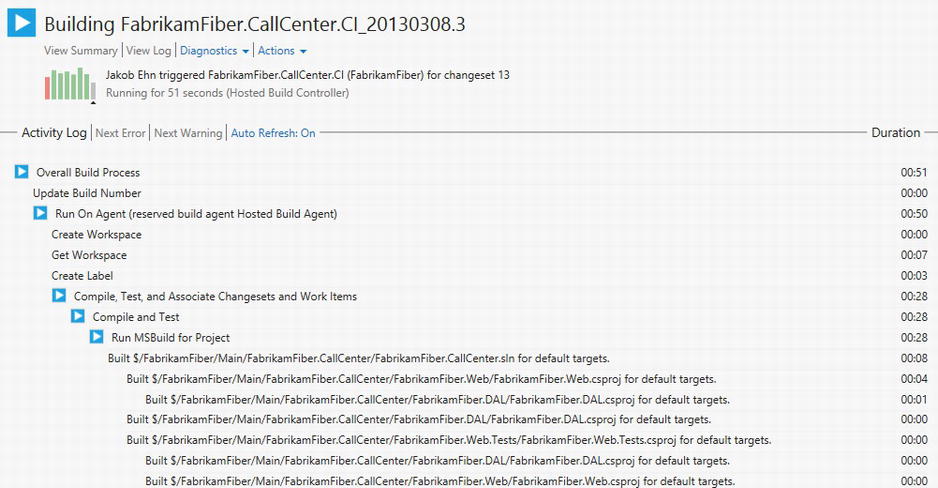 Building FabrikamFiber.CallCenter.CI_20130308.3
View Summary | View Log | Diagnostics | Actions
Jakob Ehn triggered FabrikamFiber.CallCenter.CI (FabrikamFiber) for changeset 13
Running for 51 seconds (Hosted Build Controller)
Activity Log | Next Error | Next Warning | Auto Refresh: On Duration
Overall Build Process 00:51
Update Build Number 00:00
Run On Agent (reserved build agent Hosted Build Agent) 00:50
Create Workspace 00:00
Get Workspace 00:07
Create Label 00:03
Compile, Test, and Associate Changesets and Work Items 00:28
Compile and Test 00:28
Run MSBuild for Project 00:28
Built $/FabrikamFiber/Main/FabrikamFiber.CallCenter/FabrikamFiber.CallCenter.sln for default targets. 00:08
Built $/FabrikamFiber/Main/FabrikamFiber.CallCenter/FabrikamFiber.Web/FabrikamFiber.Web.csproj for default targets. 00:04
Built $/FabrikamFiber/Main/FabrikamFiber.CallCenter/FabrikamFiber.DAL/FabrikamFiber.DAL.csproj for default targets. 00:01
Built $/FabrikamFiber/Main/FabrikamFiber.CallCenter/FabrikamFiber.DAL/FabrikamFiber.DAL.csproj for default targets. 00:00
Built $/FabrikamFiber/Main/FabrikamFiber.CallCenter/FabrikamFiber.Web.Tests/FabrikamFiber.Web.Tests.csproj for default targets. 00:00
Built $/FabrikamFiber/Main/FabrikamFiber.CallCenter/FabrikamFiber.DAL/FabrikamFiber.DAL.csproj for default targets. 00:00
Built $/FabrikamFiber/Main/FabrikamFiber.CallCenter/FabrikamFiber.Web/FabrikamFiber.Web.csproj for default targets. 00:00